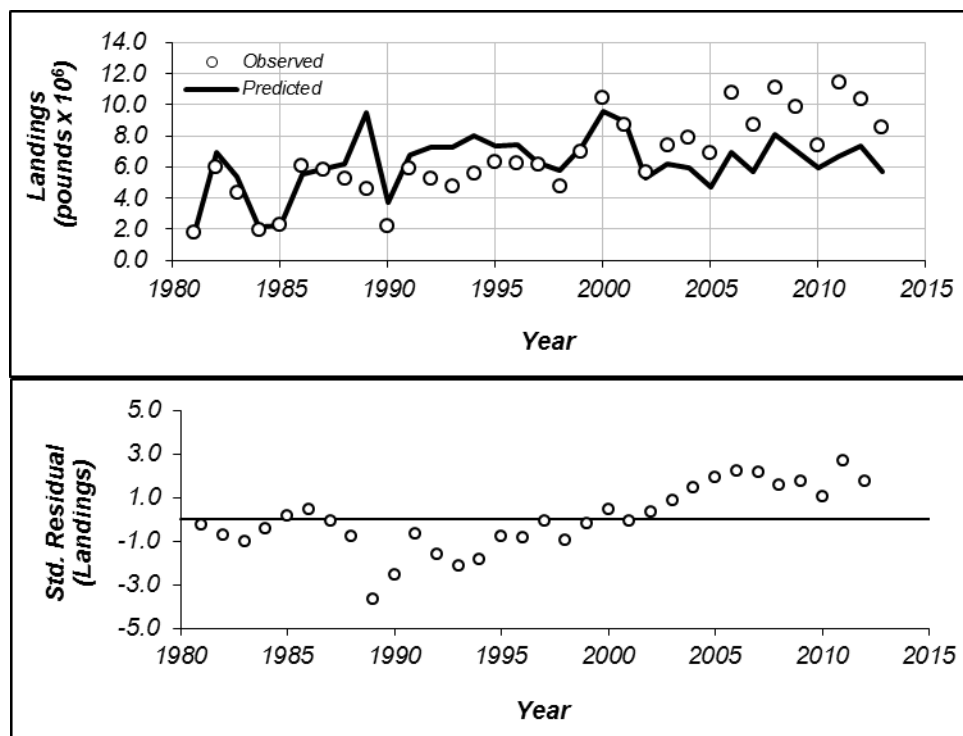 Landings
(pounds x 10⁶)
14.0
12.0
10.0
8.0
6.0
4.0
2.0
0.0
Observed
Predicted
1980 1985 1990 1995 2000 2005 2010 2015
Year
Std. Residual
(Landings)
5.0
3.0
1.0
-1.0
-3.0
-5.0
1980 1985 1990 1995 2000 2005 2010 2015
Year